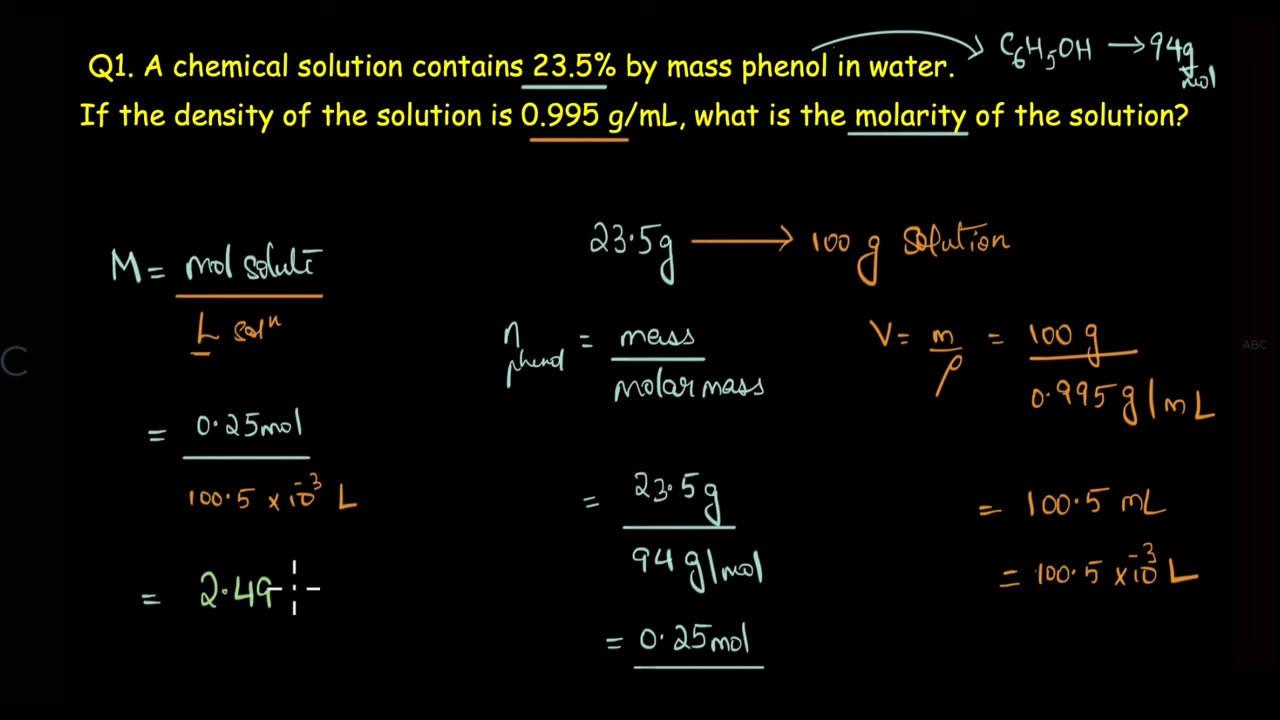 Q1. A chemical solution contains 23.5% by mass phenol in water. → C₆H₅OH → 94g/mol
If the density of the solution is 0.995 g/mL, what is the molarity of the solution?
23.5g → 100 g solution
M = mol solute / L solⁿ
= 0.25mol / 100.5 × 10⁻³ L
= 2.49
n phenol = mass / molar mass
= 23.5g / 94 g/mol
= 0.25mol
V = m / ρ = 100 g / 0.995 g/mL
= 100.5 mL
= 100.5 × 10⁻³ L
C
ABC